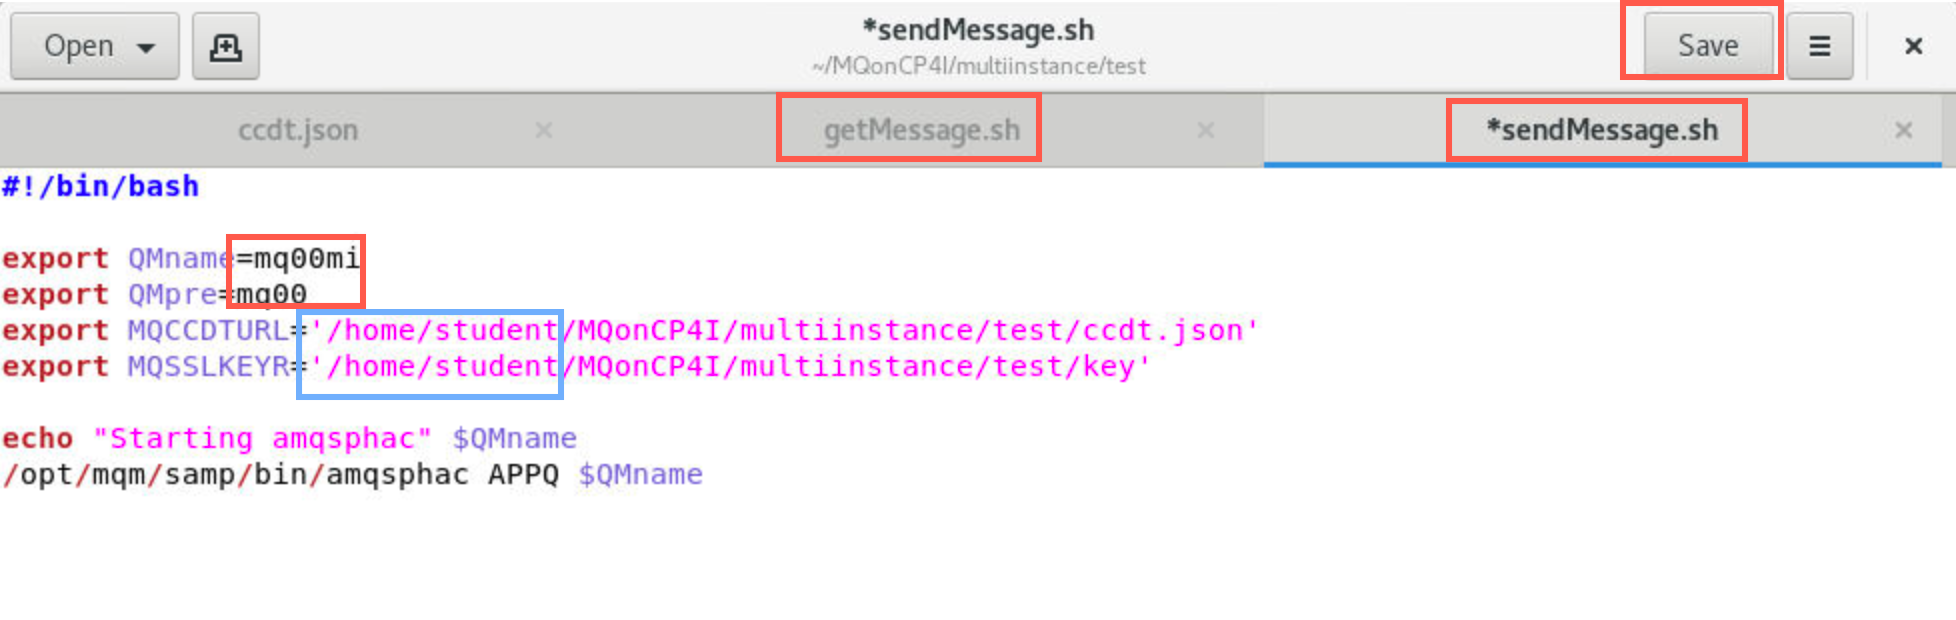 Open
*sendMessage.sh
~/MQonCP4I/multiinstance/test
Save
ccdt.json
getMessage.sh
*sendMessage.sh
#!/bin/bash
export QMname=mq00mi
export QMpre=mq00
export MQCCDTURL='/home/student/MQonCP4I/multiinstance/test/ccdt.json'
export MQSSLKEYR='/home/student/MQonCP4I/multiinstance/test/key'
echo "Starting amqsphac" $QMname
/opt/mqm/samp/bin/amqsphac APPQ $QMname